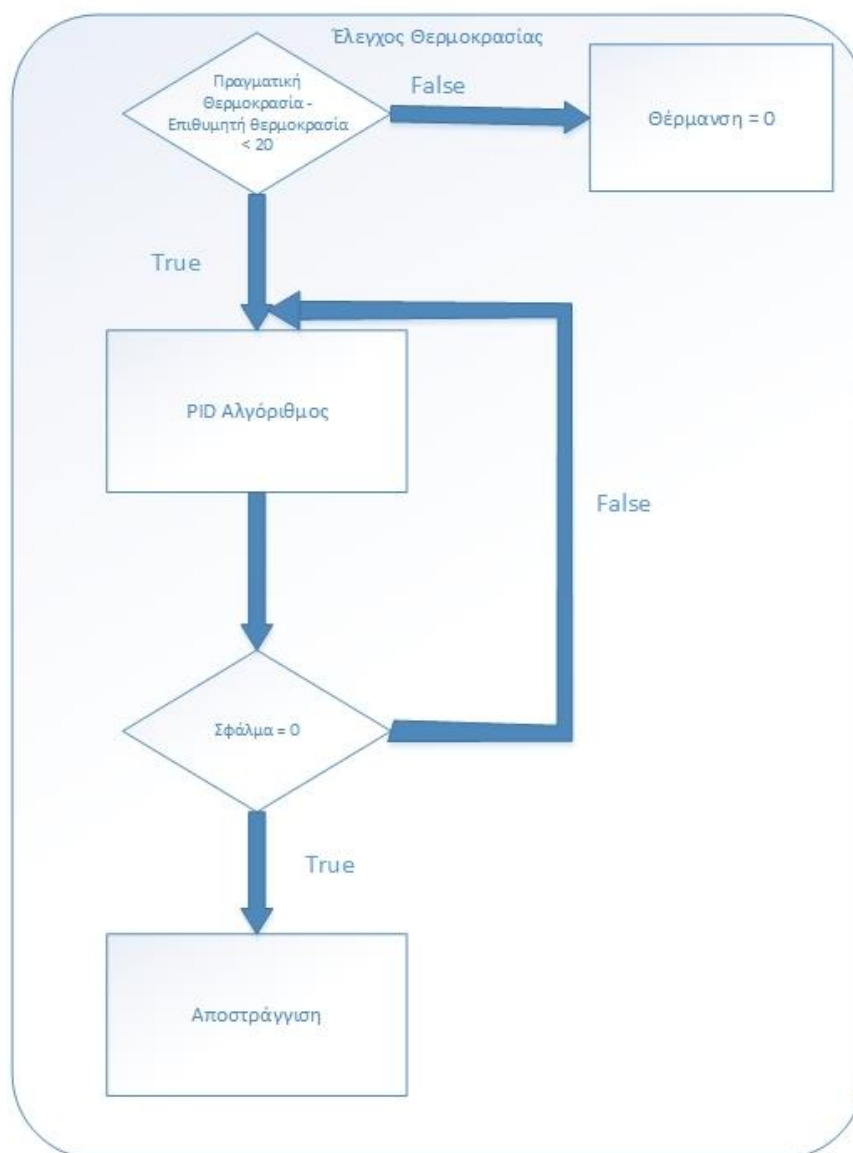 Έλεγχος Θερμοκρασίας
Πραγματική
Θερμοκρασία -
Επιθυμητή θερμοκρασία
< 20
False
Θέρμανση = 0
True
PID Αλγόριθμος
False
Σφάλμα = 0
True
Αποστράγγιση